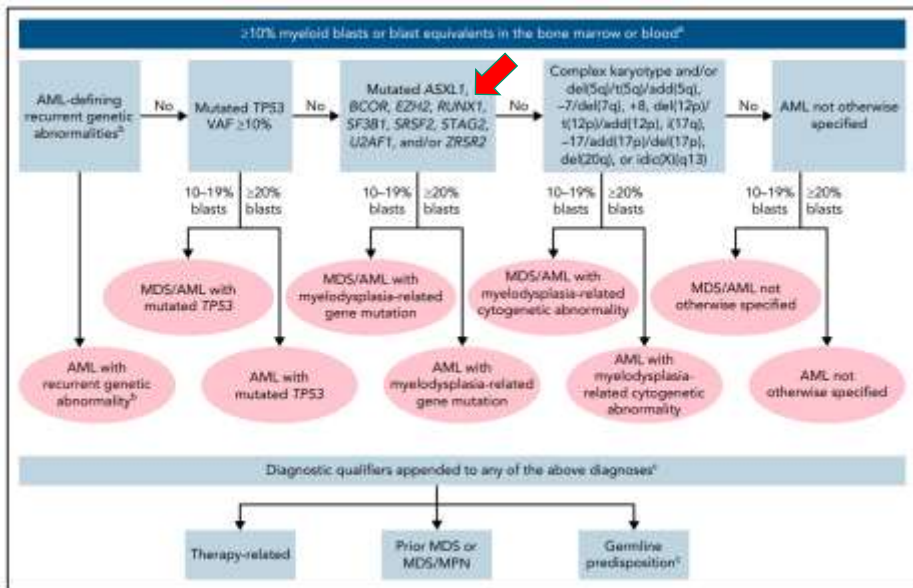 ≥10% myeloid blasts or blast equivalents in the bone marrow or bloodᵃ
AML-defining
recurrent genetic
abnormalitiesᵇ
No
Mutated TP53
VAF ≥10%
No
Mutated ASXL1,
BCOR, EZH2, RUNX1,
SF3B1, SRSF2, STAG2,
U2AF1, and/or ZRSR2
No
Complex karyotype and/or
del(5q)/t(5q)/add(5q),
−7/del(7q), +8, del(12p)/
t(12p)/add(12p), i(17q),
−17/add(17p)/del(17p),
del(20q), or idic(X)(q13)
No
AML not otherwise
specified
10–19%
blasts
≥20%
blasts
10–19%
blasts
≥20%
blasts
10–19%
blasts
≥20%
blasts
10–19%
blasts
≥20%
blasts
MDS/AML with
mutated TP53
MDS/AML with
myelodysplasia-related
gene mutation
MDS/AML with
myelodysplasia-related
cytogenetic abnormality
MDS/AML not
otherwise specified
AML with
recurrent genetic
abnormalityᵇ
AML with
mutated TP53
AML with
myelodysplasia-related
gene mutation
AML with
myelodysplasia-
related cytogenetic
abnormality
AML not
otherwise specified
Diagnostic qualifiers appended to any of the above diagnosesᶜ
Therapy-related
Prior MDS or
MDS/MPN
Germline
predispositionᶜ